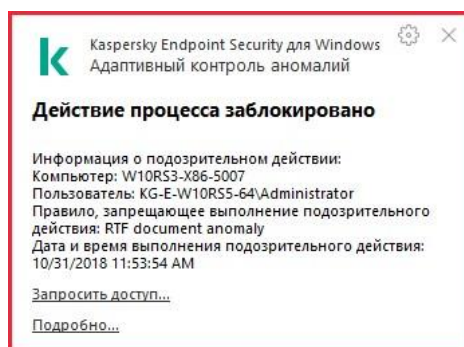 Kaspersky Endpoint Security для Windows
Адаптивный контроль аномалий
Действие процесса заблокировано
Информация о подозрительном действии:
Компьютер: W10RS3-X86-5007
Пользователь: KG-E-W10RS5-64\Administrator
Правило, запрещающее выполнение подозрительного
действия: RTF document anomaly
Дата и время выполнения подозрительного действия:
10/31/2018 11:53:54 AM
Запросить доступ...
Подробно...